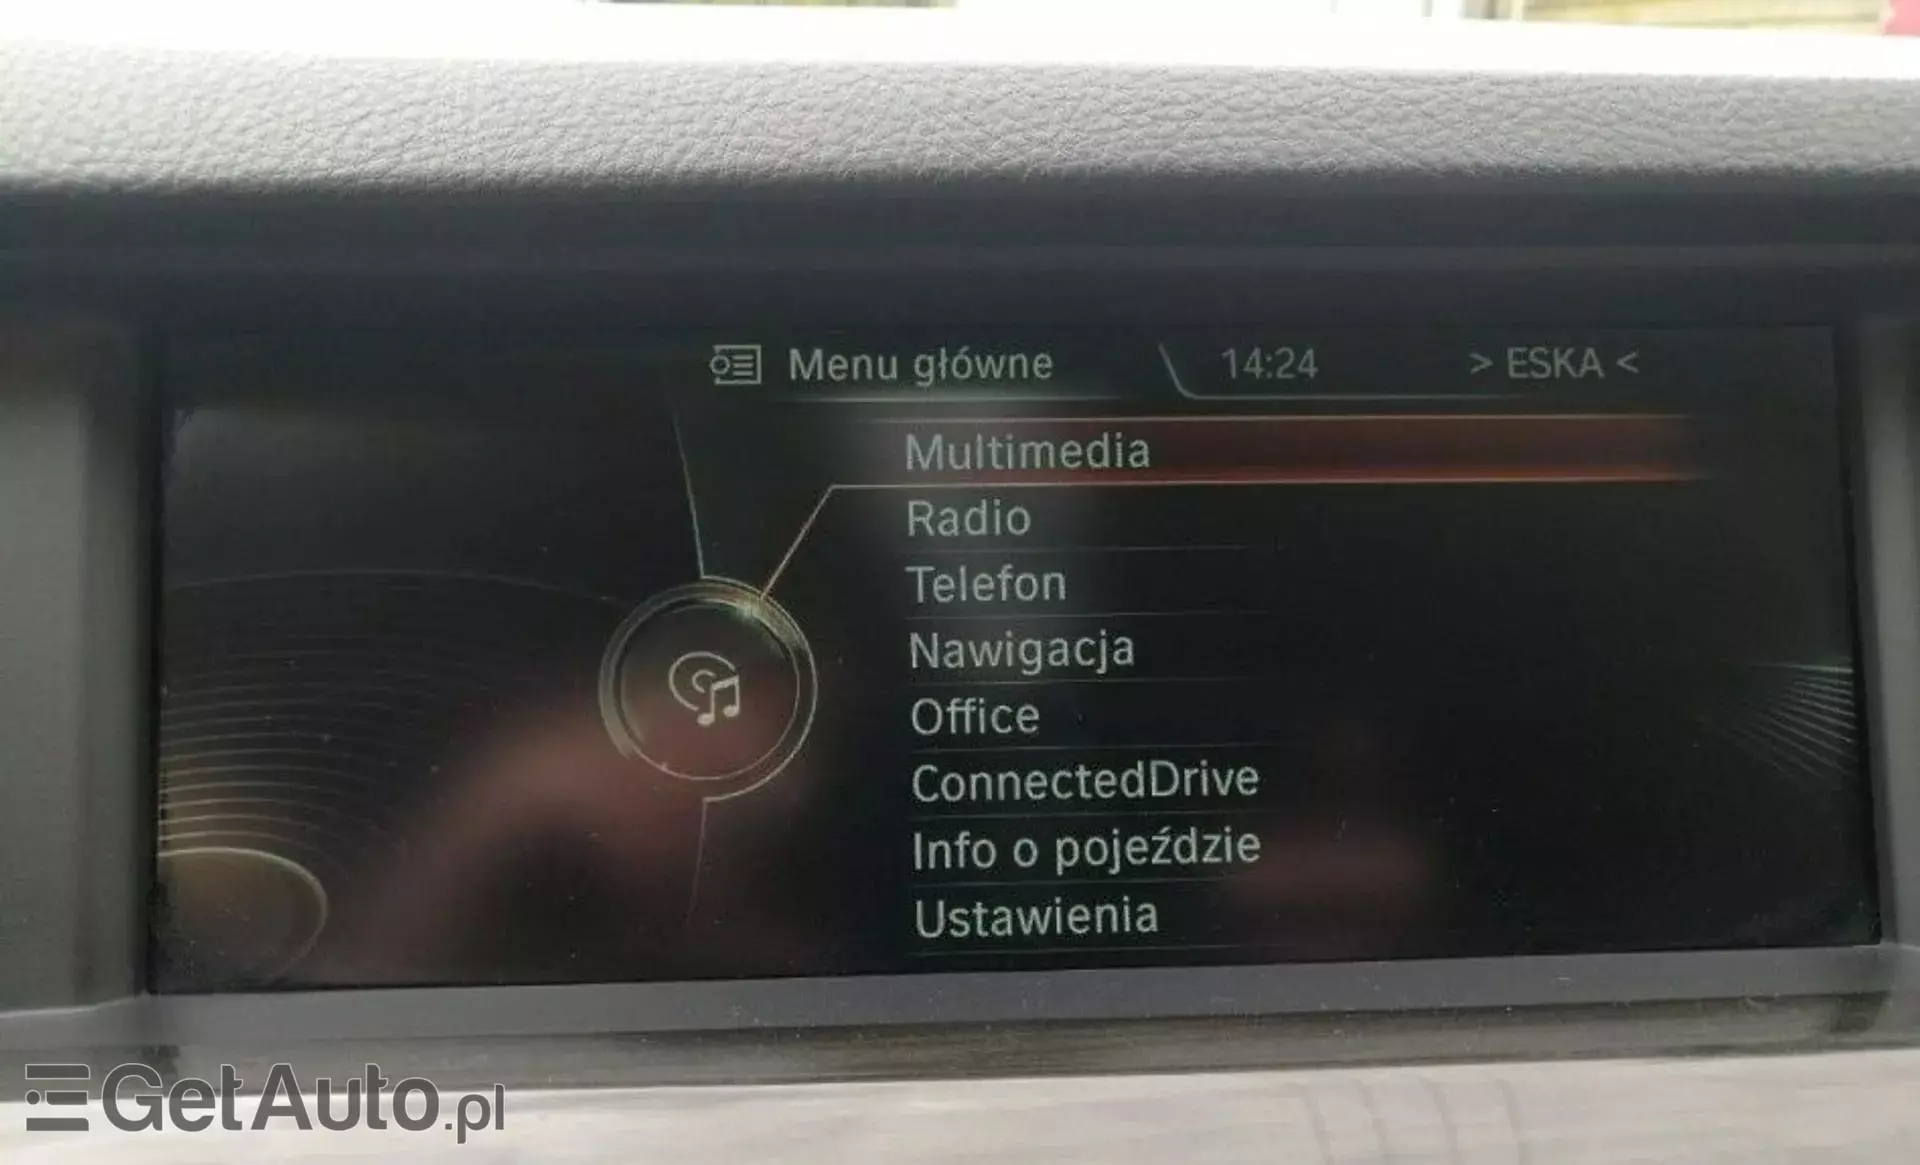 Menu główne 14:24 > ESKA <
Multimedia
Radio
Telefon
Nawigacja
Office
ConnectedDrive
Info o pojeździe
Ustawienia
GetAuto.pl